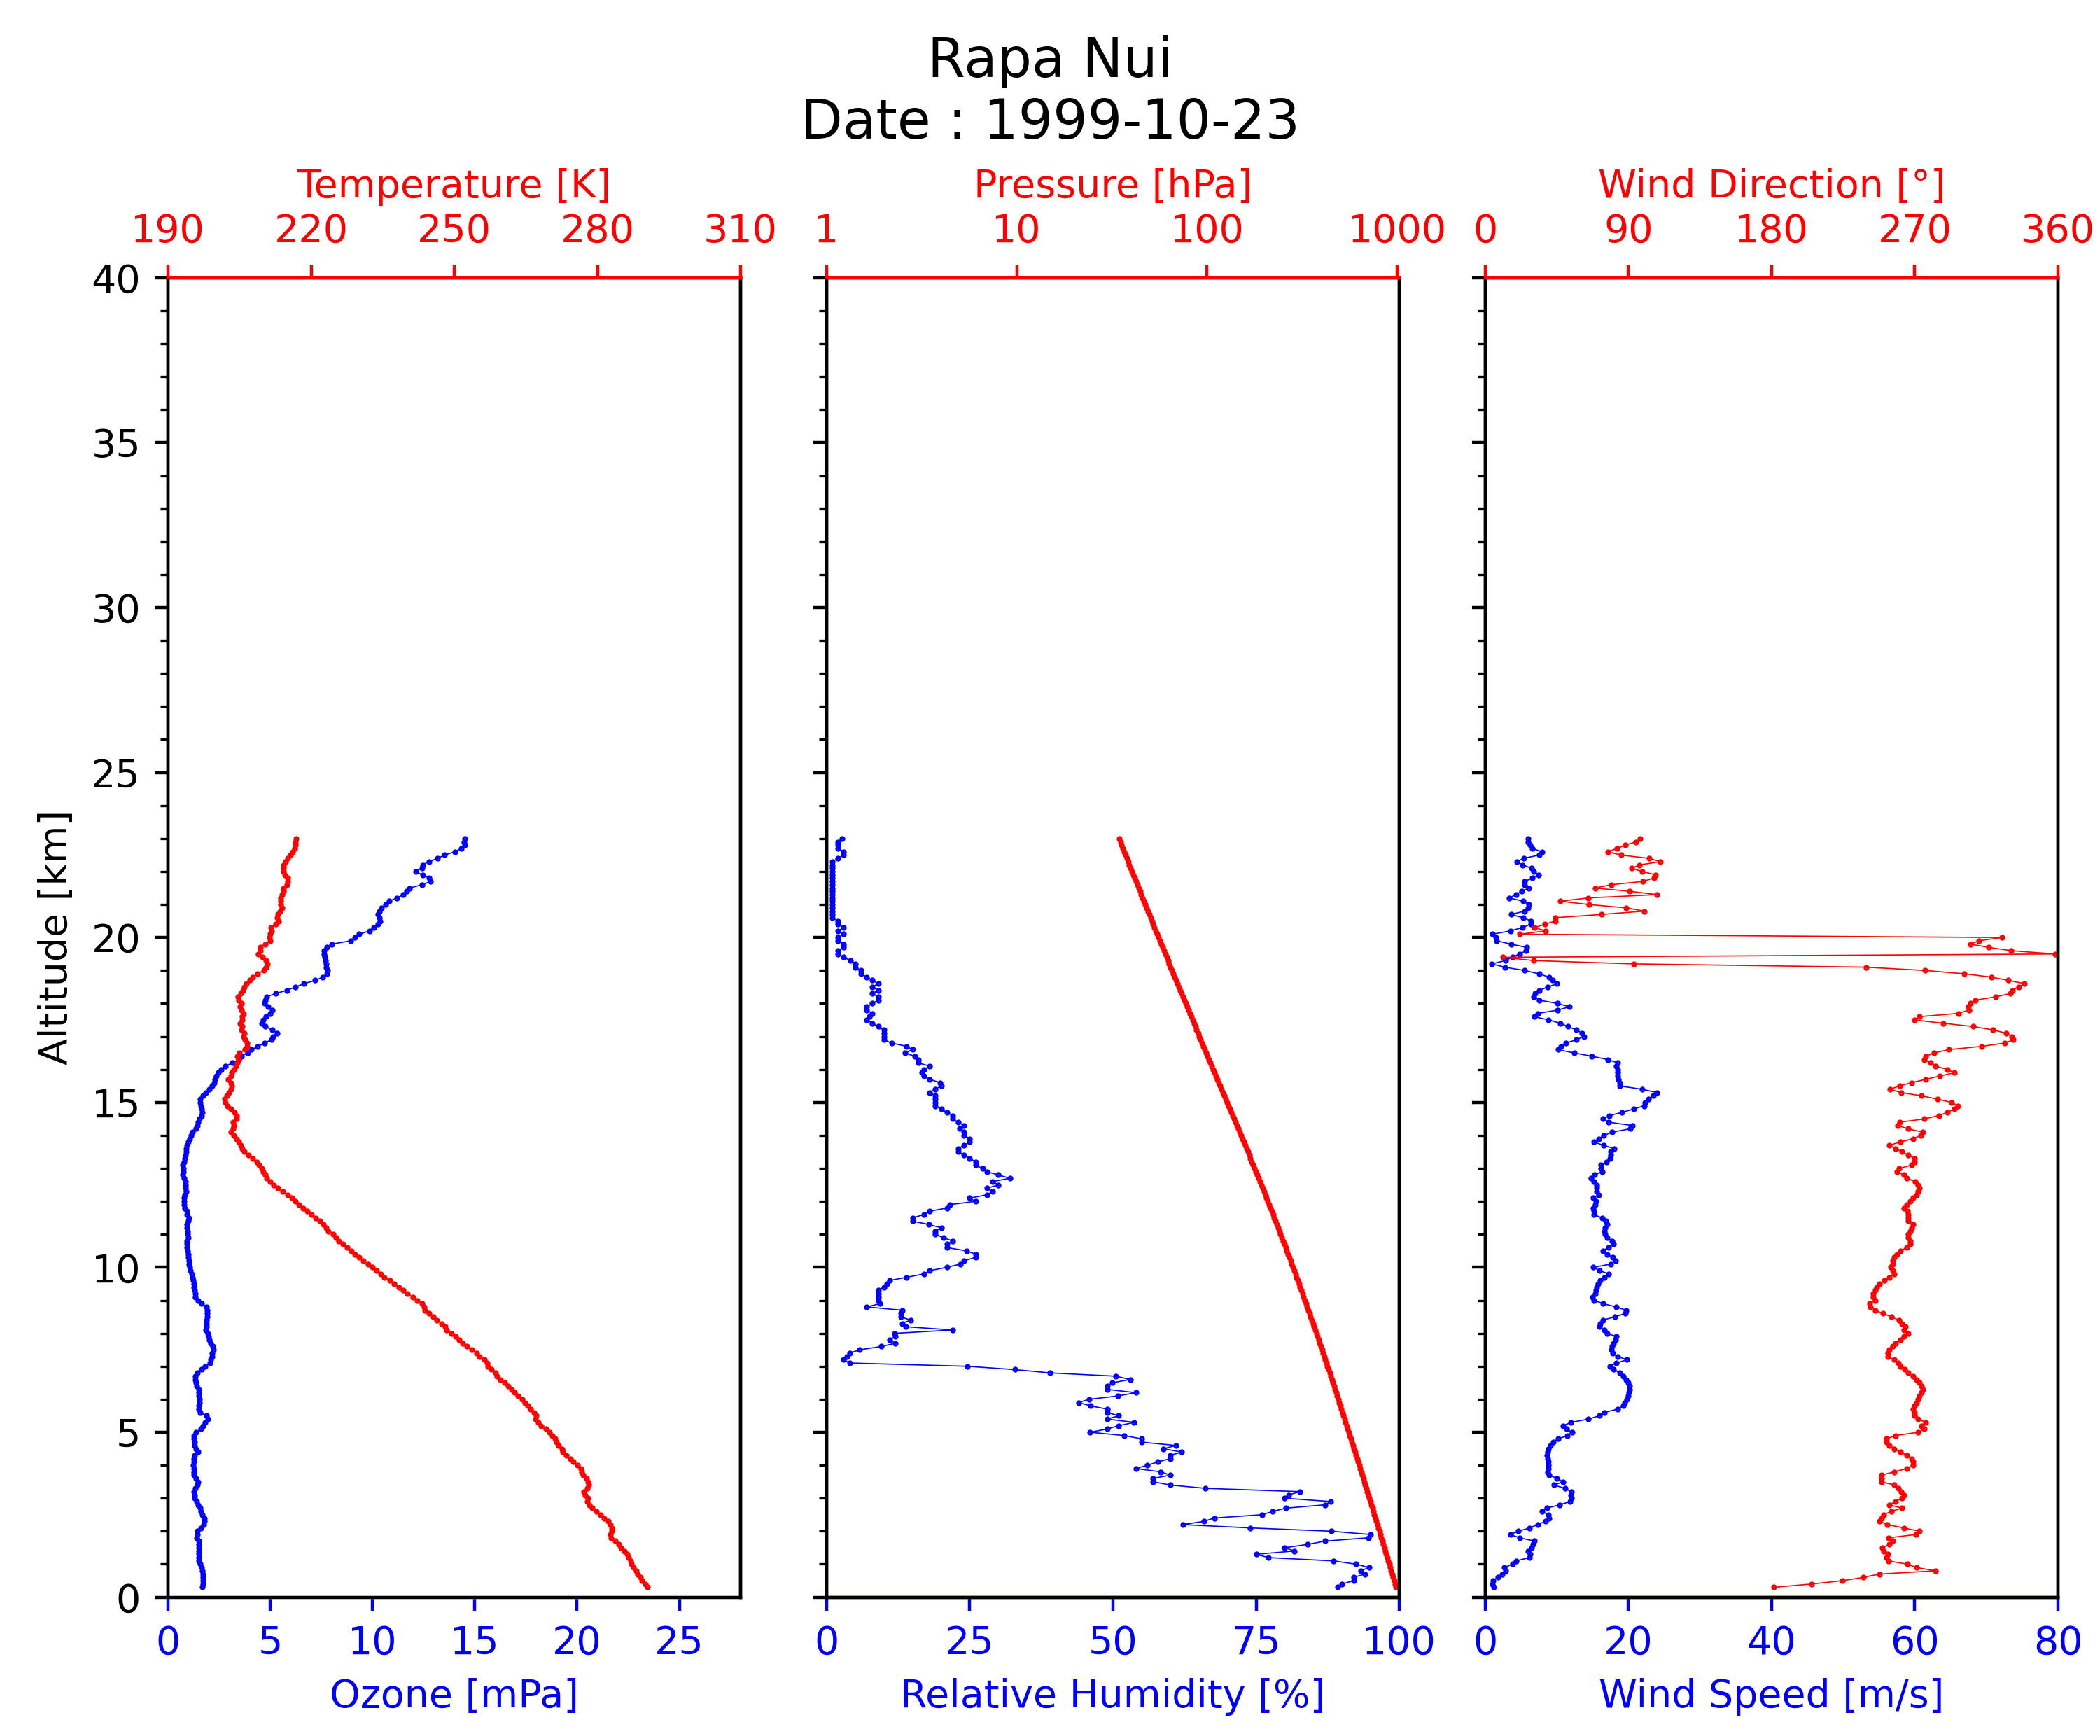 Rapa Nui
Date : 1999-10-23
Temperature [K]
190 220 250 280 310
Pressure [hPa]
1 10 100 1000
Wind Direction [°]
0 90 180 270 360
Altitude [km]
40
35
30
25
20
15
10
5
0
0 5 10 15 20 25
Ozone [mPa]
0 25 50 75 100
Relative Humidity [%]
0 20 40 60 80
Wind Speed [m/s]